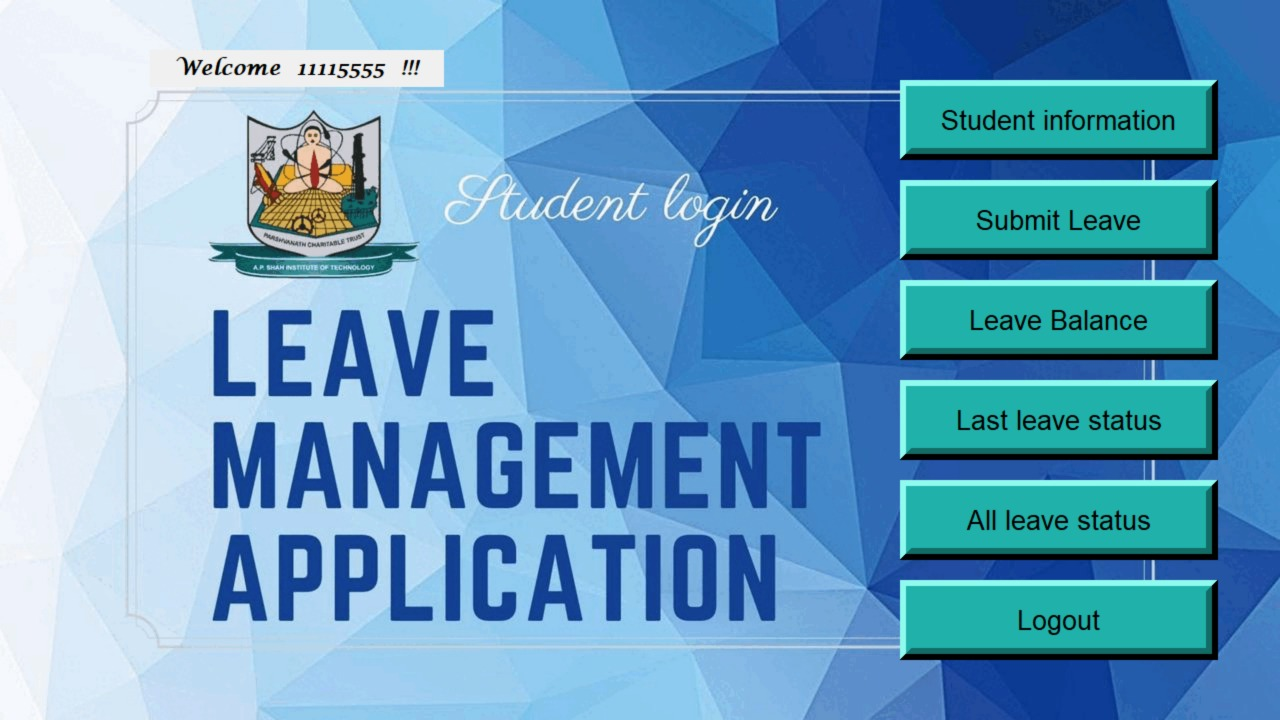 Welcome 11115555 !!!
PARSHVANATH CHARITABLE TRUST
A.P. SHAH INSTITUTE OF TECHNOLOGY
Student login
LEAVE
MANAGEMENT
APPLICATION
Student information
Submit Leave
Leave Balance
Last leave status
All leave status
Logout